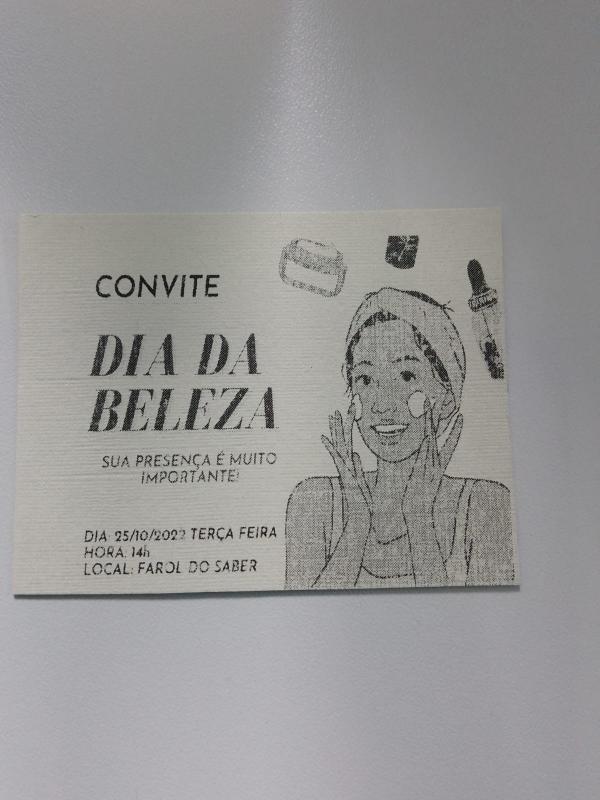 CONVITE
DIA DA
BELEZA
SUA PRESENÇA É MUITO
IMPORTANTE!
DIA: 25/10/2022 TERÇA FEIRA
HORA: 14h
LOCAL: FAROL DO SABER